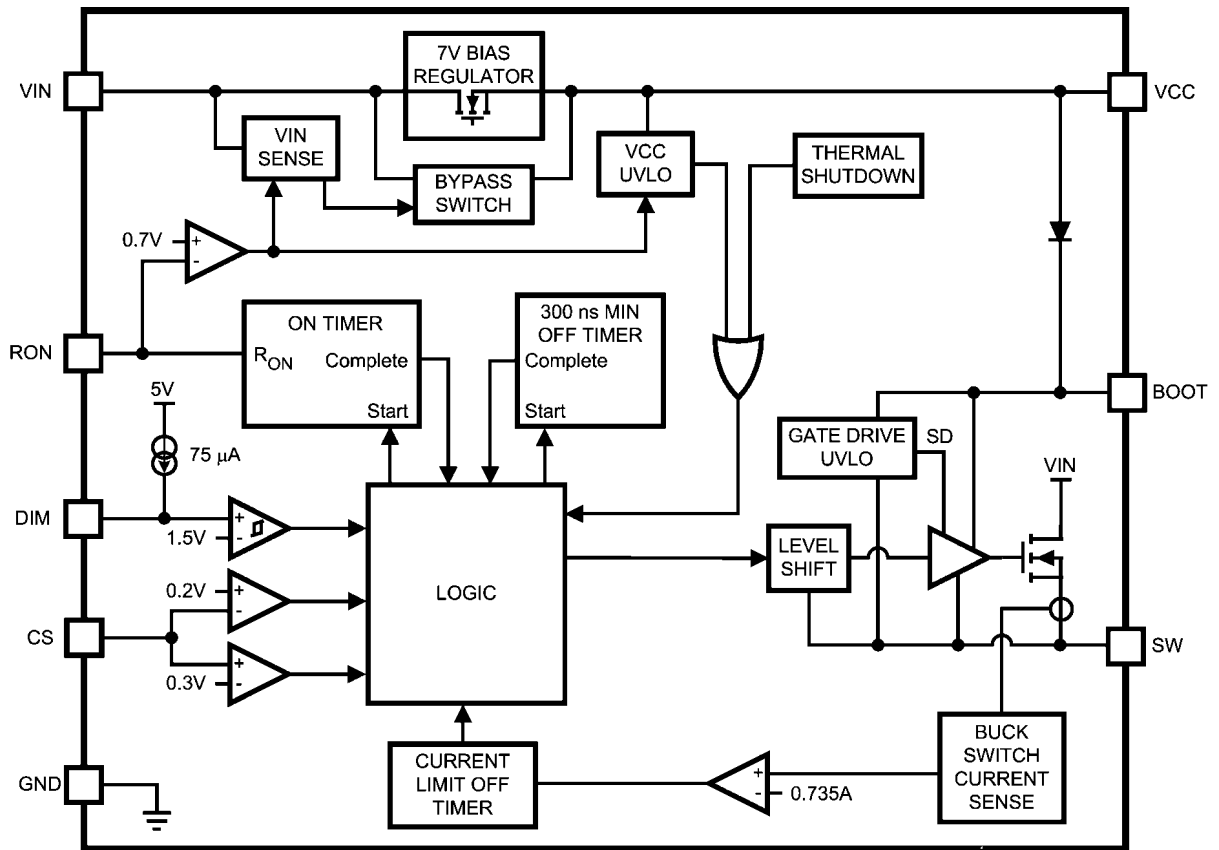 7V BIAS
REGULATOR
VIN
VCC
VIN
SENSE
BYPASS
SWITCH
VCC
UVLO
THERMAL
SHUTDOWN
0.7V
+
-
RON
ON TIMER
RON
Complete
Start
300 ns MIN
OFF TIMER
Complete
Start
5V
75 μA
BOOT
GATE DRIVE
UVLO
SD
VIN
DIM
+
1.5V
-
LEVEL
SHIFT
0.2V
+
-
LOGIC
CS
+
0.3V
-
SW
GND
CURRENT
LIMIT OFF
TIMER
+
-
0.735A
BUCK
SWITCH
CURRENT
SENSE